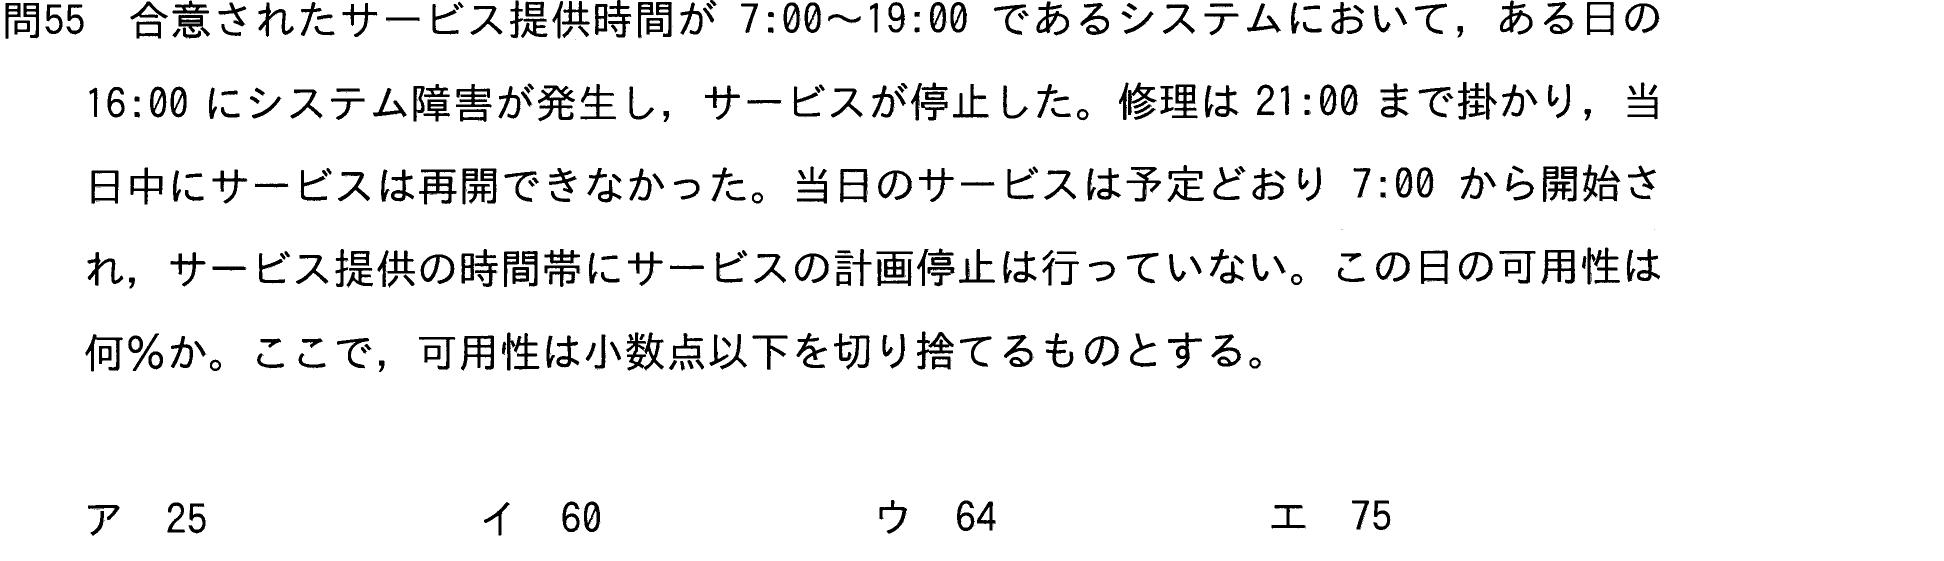 問55　合意されたサービス提供時間が 7:00～19:00 であるシステムにおいて，ある日の
16:00 にシステム障害が発生し，サービスが停止した。修理は 21:00 まで掛かり，当
日中にサービスは再開できなかった。当日のサービスは予定どおり 7:00 から開始さ
れ，サービス提供の時間帯にサービスの計画停止は行っていない。この日の可用性は
何％か。ここで，可用性は小数点以下を切り捨てるものとする。
ア　25　イ　60　ウ　64　エ　75